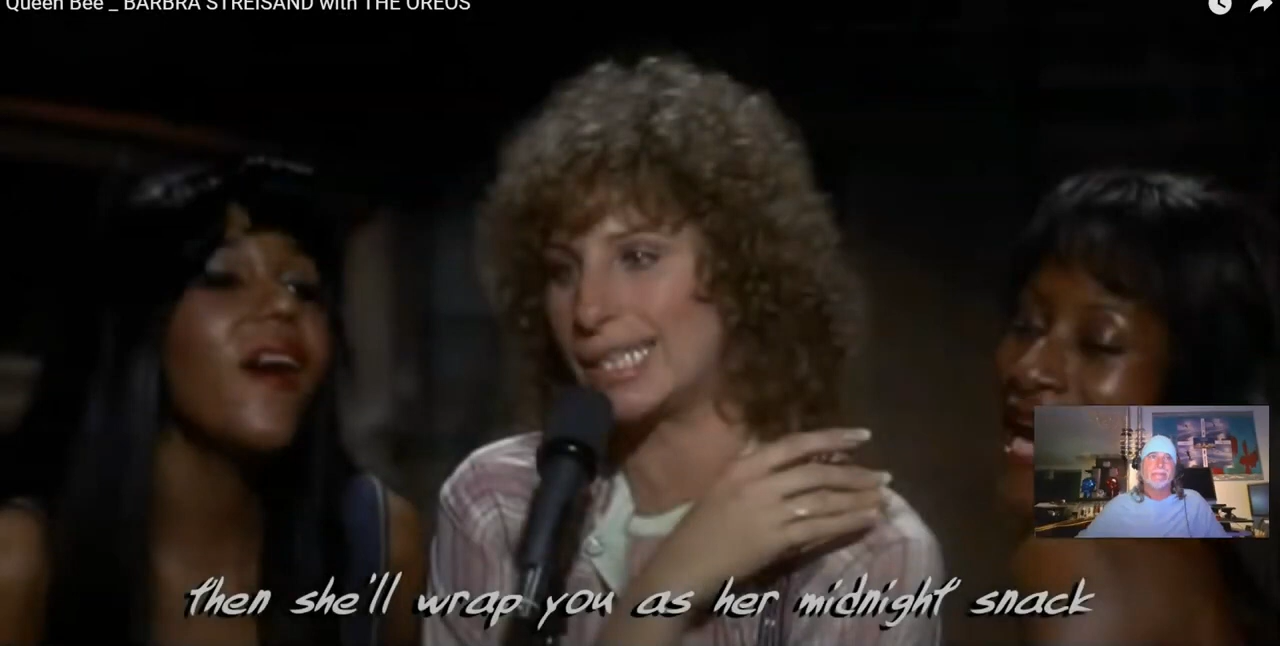 Queen Bee _ BARBRA STREISAND with THE OREOS
then she'll wrap you as her midnight snack